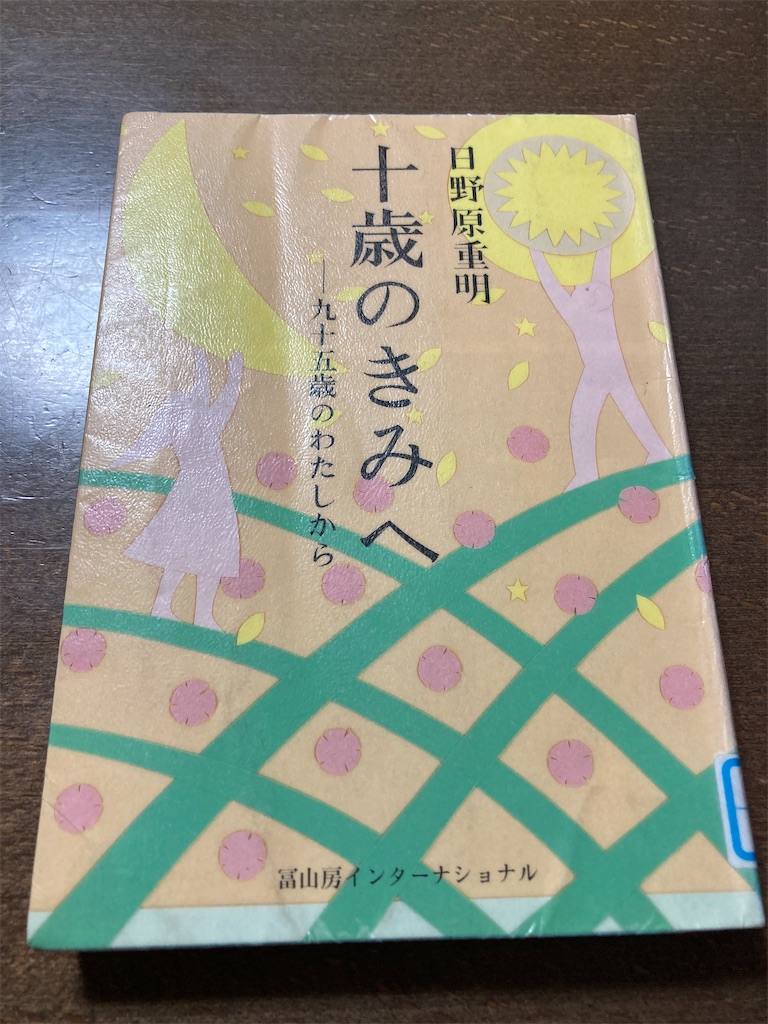 日野原重明
十歳のきみへ
―九十五歳のわたしから
冨山房インターナショナル